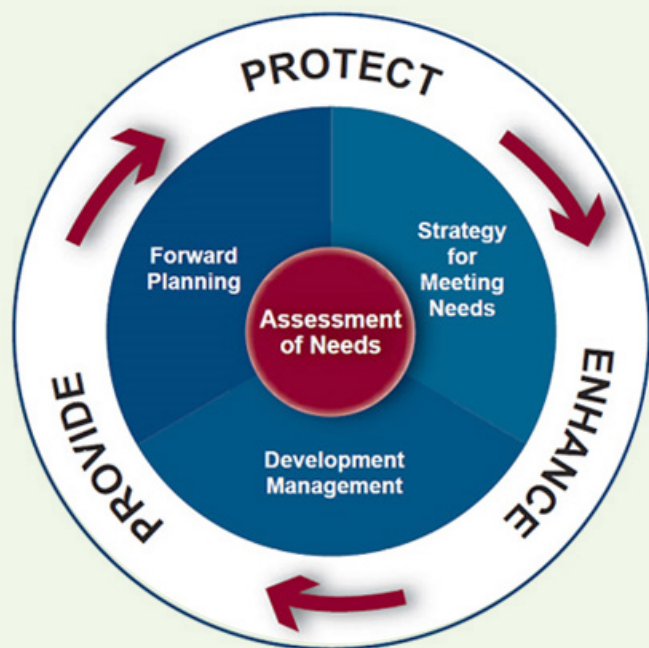 PROTECT
Forward
Planning
Strategy
for
Meeting
Needs
Assessment
of Needs
Development
Management
PROVIDE
ENHANCE